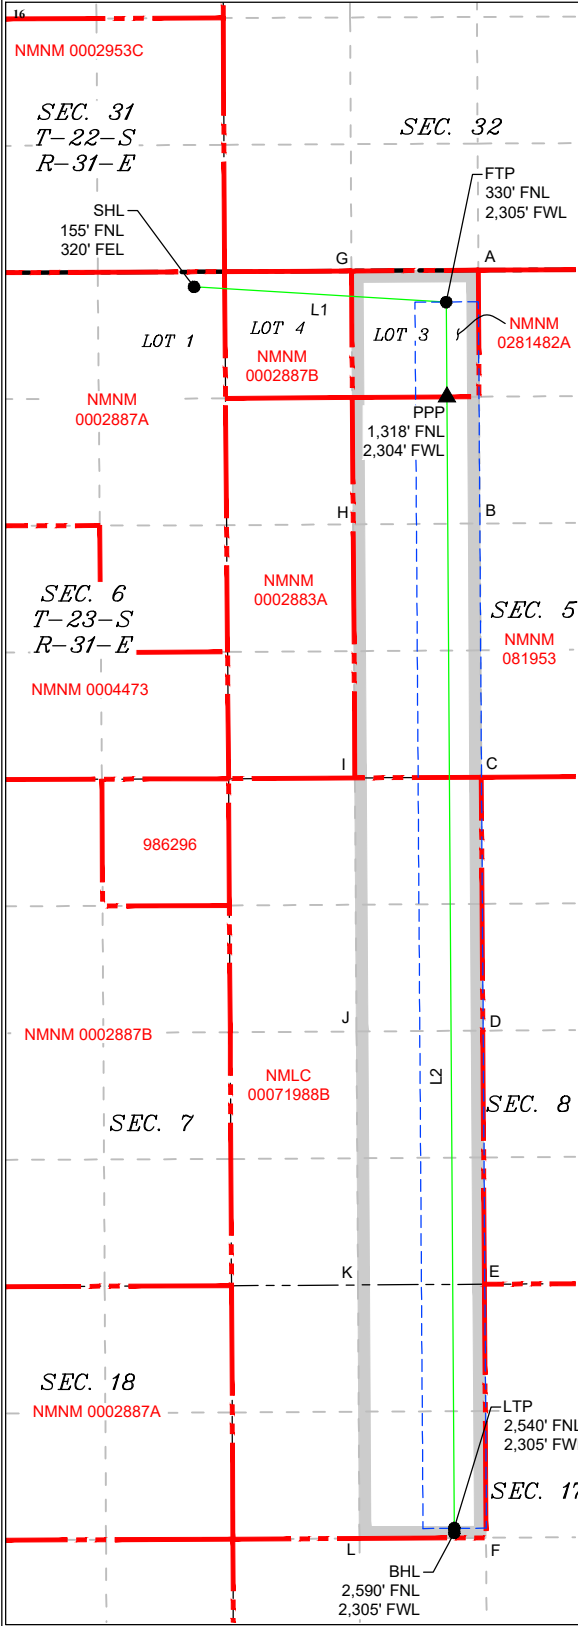 16
NMNM 0002953C
SEC. 31
T-22-S
R-31-E
SEC. 32
FTP
330' FNL
2,305' FWL
SHL
155' FNL
320' FEL
G
A
L1
LOT 1
LOT 4
LOT 3
NMNM
0281482A
NMNM
0002887B
NMNM
0002887A
PPP
1,318' FNL
2,304' FWL
H
B
NMNM
0002883A
SEC. 6
T-23-S
R-31-E
SEC. 5
NMNM
081953
NMNM 0004473
I
C
986296
J
D
NMNM 0002887B
L2
NMLC
00071988B
SEC. 7
SEC. 8
K
E
SEC. 18
NMNM 0002887A
LTP
2,540' FNL
2,305' FW
SEC. 17
L
F
BHL
2,590' FNL
2,305' FWL